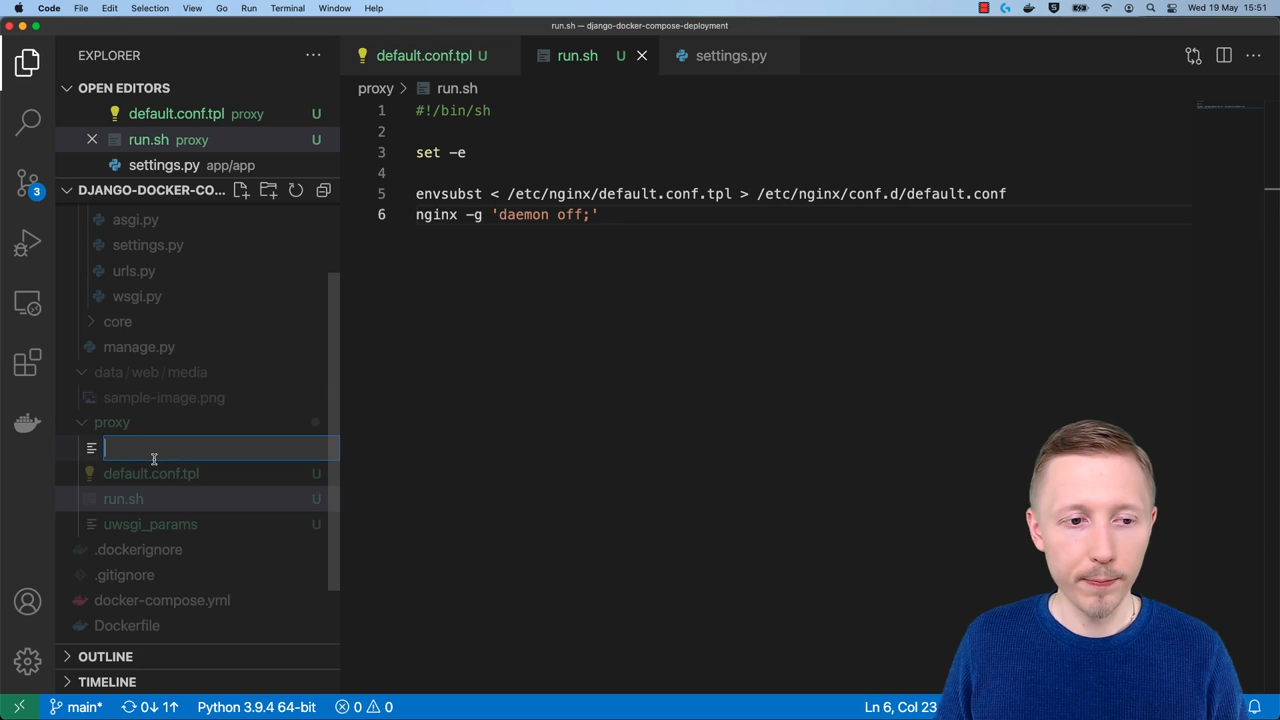 Code File Edit Selection View Go Run Terminal Window Help Wed 19 May 15:51
run.sh — django-docker-compose-deployment
EXPLORER
default.conf.tpl U
run.sh U
settings.py
OPEN EDITORS
proxy
run.sh
default.conf.tpl proxy U
run.sh proxy U
settings.py app/app
DJANGO-DOCKER-CO...
3
asgi.py
settings.py
urls.py
wsgi.py
core
manage.py
data/web/media
sample-image.png
proxy
default.conf.tpl U
run.sh U
uwsgi_params U
.dockerignore
.gitignore
docker-compose.yml
Dockerfile
OUTLINE
TIMELINE
1 #!/bin/sh
2
3 set -e
4
5 envsubst < /etc/nginx/default.conf.tpl > /etc/nginx/conf.d/default.conf
6 nginx -g 'daemon off;'
main* 0↓ 1↑ Python 3.9.4 64-bit 0 0 Ln 6, Col 23